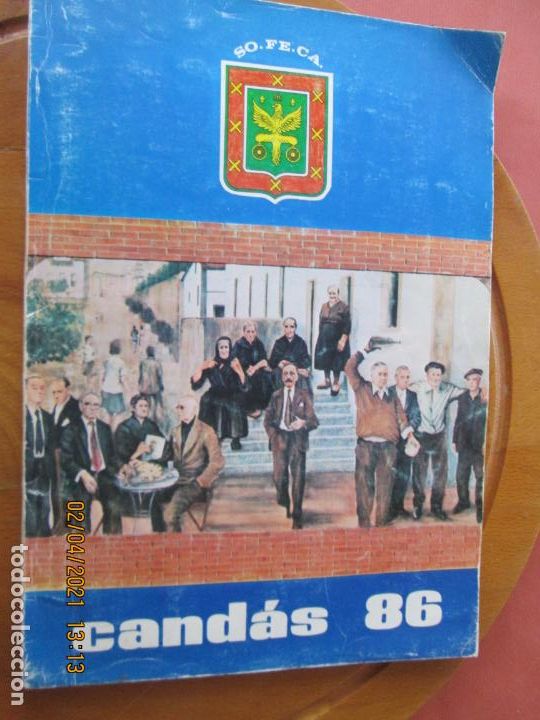 SO.FE.CA.
candás 86
02/04/2021 13:13
todocoleccion